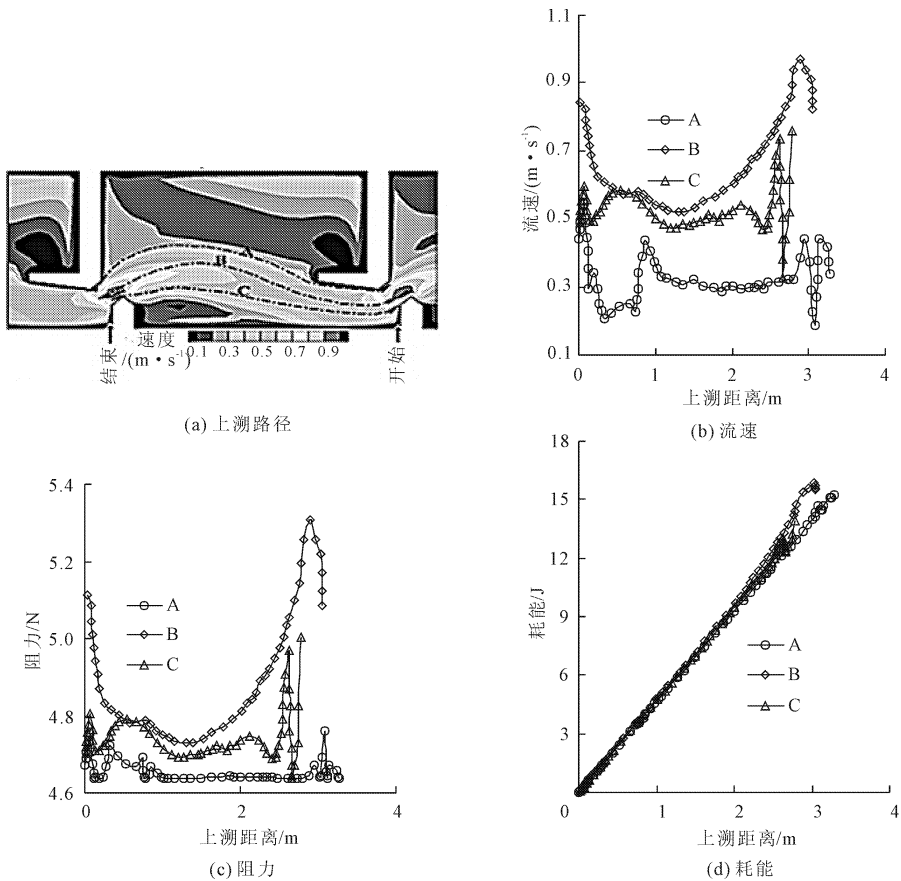 A
B
C
速度
/(m·s⁻¹)
0.1 0.3 0.5 0.7 0.9
结束
开始
(a) 上溯路径
1.1
0.9
0.7
0.5
0.3
0.1
流速/(m·s⁻¹)
A
B
C
0 1 2 3 4
上溯距离/m
(b) 流速
5.4
5.2
5.0
4.8
4.6
阻力/N
A
B
C
0 2 4
上溯距离/m
(c) 阻力
18
15
12
9
6
3
耗能/J
A
B
C
0 1 2 3 4
上溯距离/m
(d) 耗能